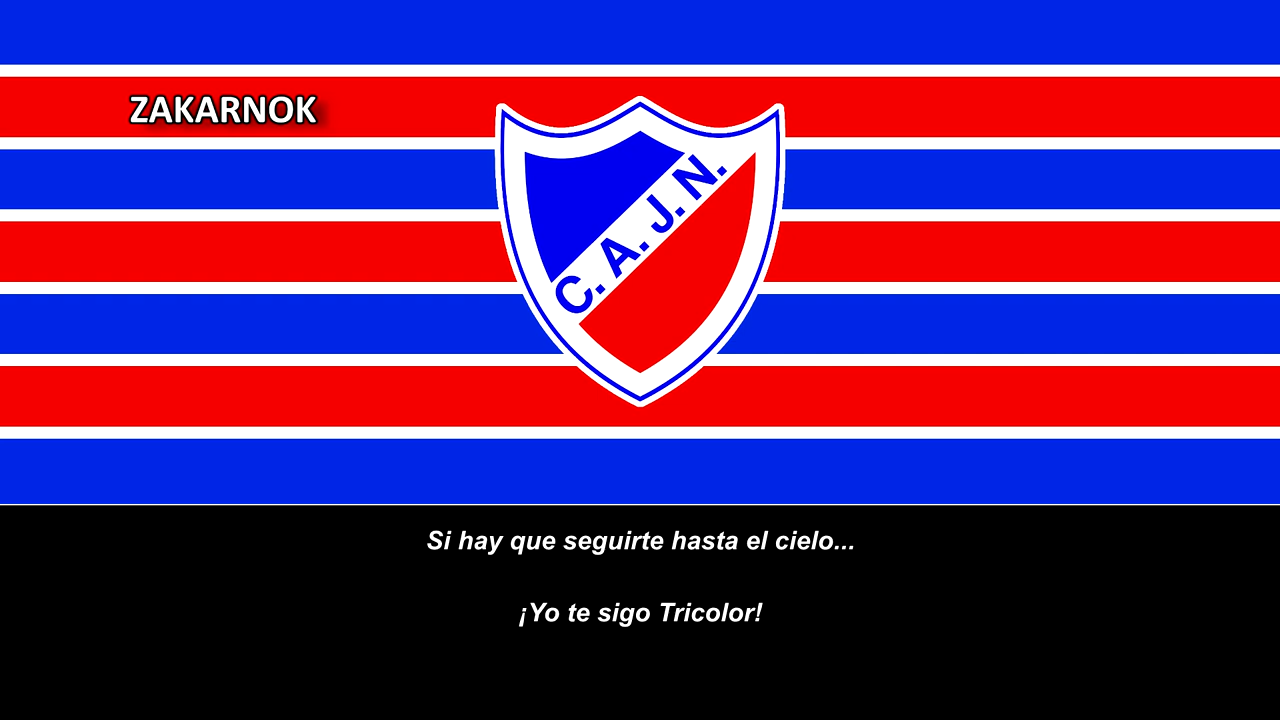 ZAKARNOK
C. A. J. N.
Si hay que seguirte hasta el cielo...
¡Yo te sigo Tricolor!